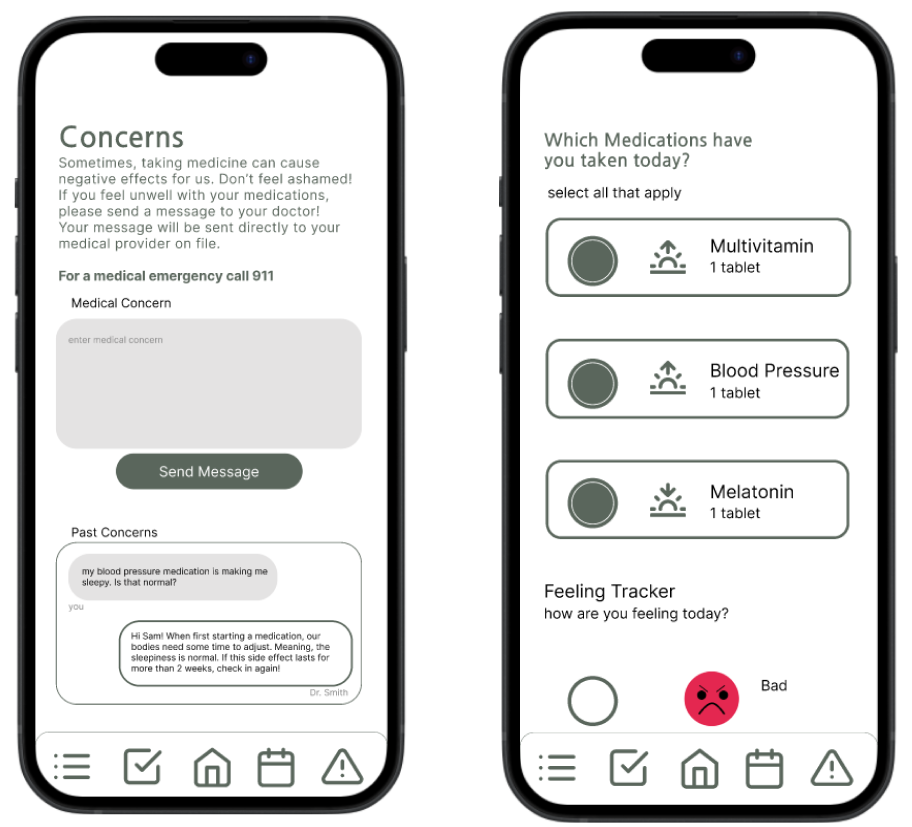 Concerns
Sometimes, taking medicine can cause
negative effects for us. Don't feel ashamed!
If you feel unwell with your medications,
please send a message to your doctor!
Your message will be sent directly to your
medical provider on file.
For a medical emergency call 911
Medical Concern
enter medical concern
Send Message
Past Concerns
my blood pressure medication is making me
sleepy. Is that normal?
you
Hi Sam! When first starting a medication, our
bodies need some time to adjust. Meaning, the
sleepiness is normal. If this side effect lasts for
more than 2 weeks, check in again!
Dr. Smith
Which Medications have
you taken today?
select all that apply
Multivitamin
1 tablet
Blood Pressure
1 tablet
Melatonin
1 tablet
Feeling Tracker
how are you feeling today?
Bad